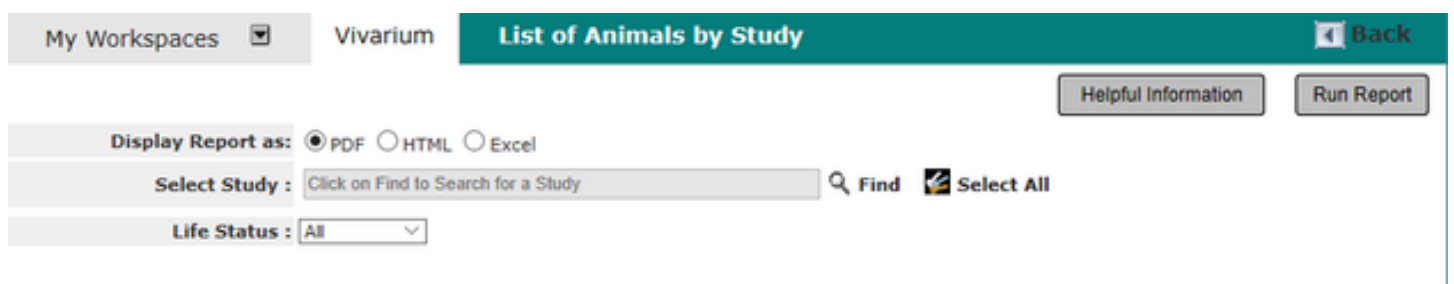 My Workspaces Vivarium List of Animals by Study Back
Helpful Information Run Report
Display Report as: PDF HTML Excel
Select Study : Click on Find to Search for a Study Find Select All
Life Status : All